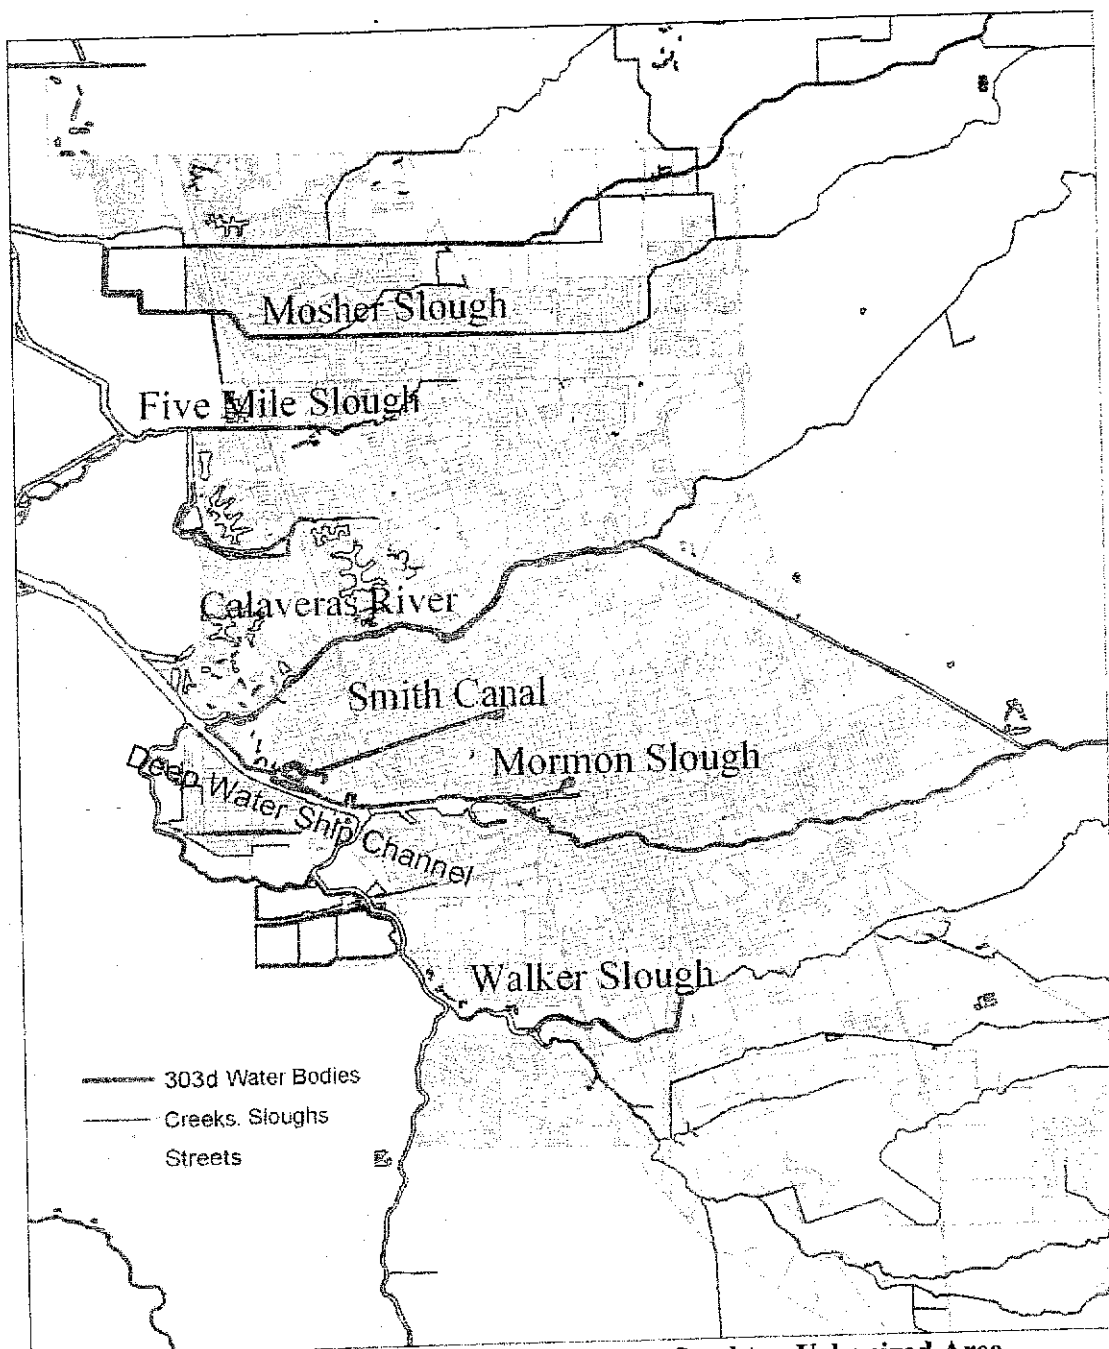 Mosher Slough
Five Mile Slough
Calaveras River
Smith Canal
Mormon Slough
Deep Water Ship Channel
Walker Slough
303d Water Bodies
Creeks. Sloughs
Streets
Area